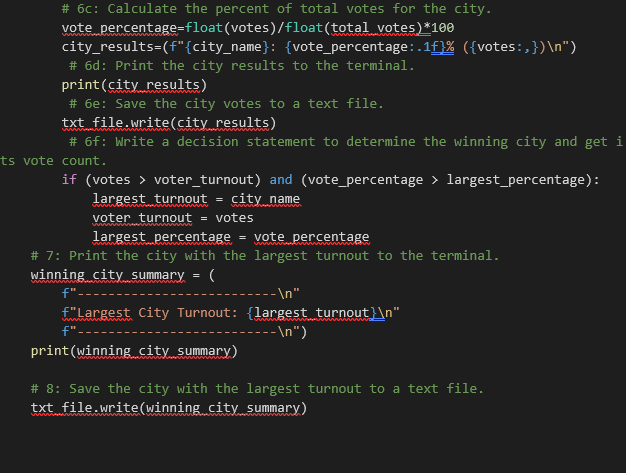 # 6c: Calculate the percent of total votes for the city.
vote_percentage=float(votes)/float(total_votes)*100
city_results=(f"{city_name}: {vote_percentage:.1f}% ({votes:,})\n")
# 6d: Print the city results to the terminal.
print(city_results)
# 6e: Save the city votes to a text file.
txt_file.write(city_results)
# 6f: Write a decision statement to determine the winning city and get i
ts vote count.
if (votes > voter_turnout) and (vote_percentage > largest_percentage):
largest_turnout = city_name
voter_turnout = votes
largest_percentage = vote_percentage
# 7: Print the city with the largest turnout to the terminal.
winning_city_summary = (
f"--------------------------\n"
f"Largest City Turnout: {largest_turnout}\n"
f"--------------------------\n")
print(winning_city_summary)
# 8: Save the city with the largest turnout to a text file.
txt_file.write(winning_city_summary)